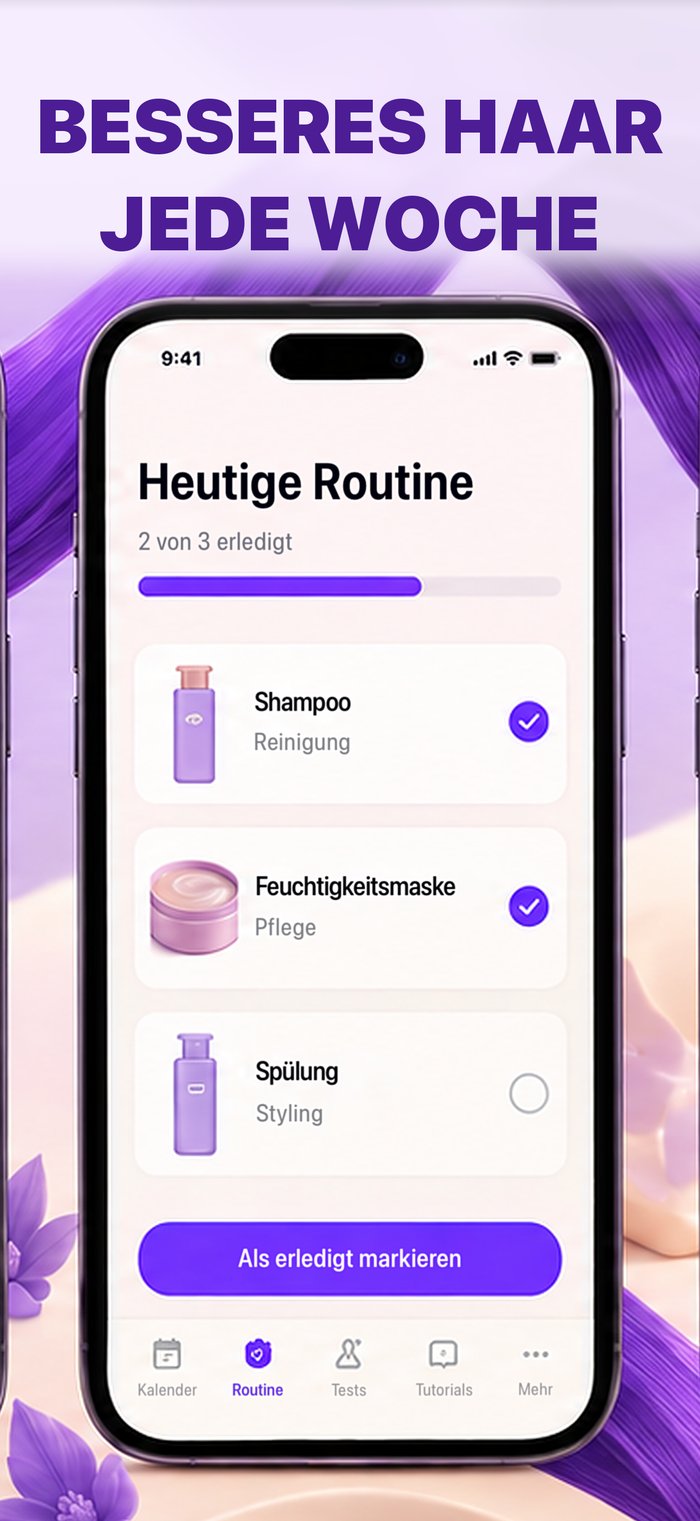 BESSERES HAAR
JEDE WOCHE
9:41
Heutige Routine
2 von 3 erledigt
Shampoo
Reinigung
Feuchtigkeitsmaske
Pflege
Spülung
Styling
Als erledigt markieren
Kalender
Routine
Tests
Tutorials
Mehr